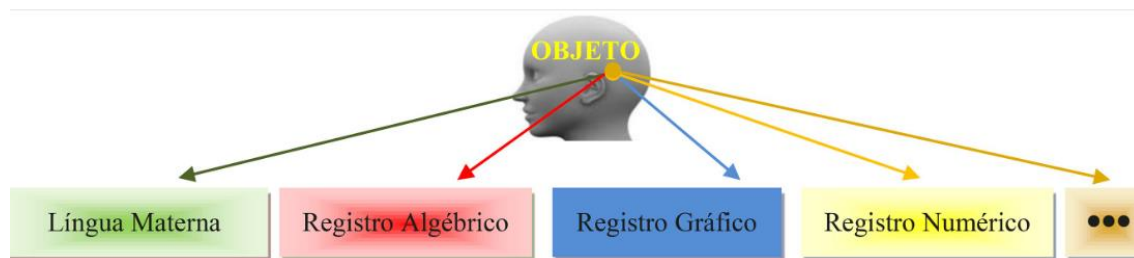 OBJETO
Língua Materna
Registro Algébrico
Registro Gráfico
Registro Numérico
•••